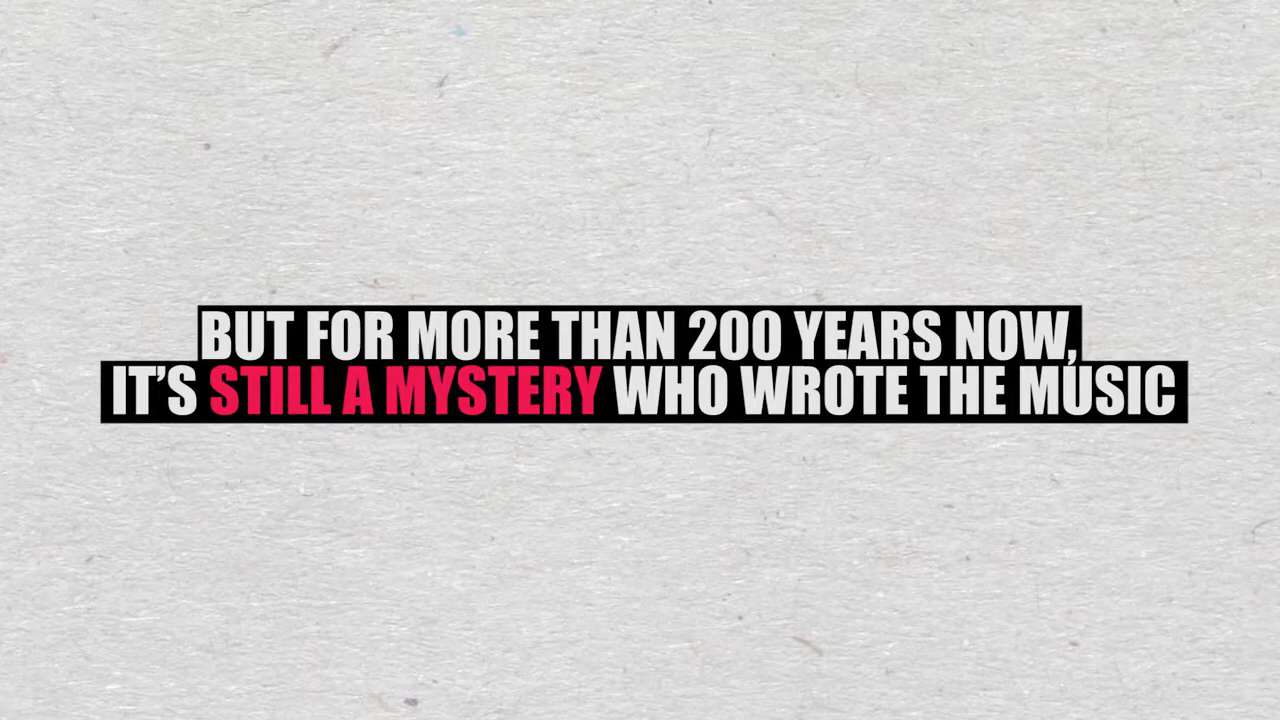 BUT FOR MORE THAN 200 YEARS NOW,
IT’S STILL A MYSTERY WHO WROTE THE MUSIC